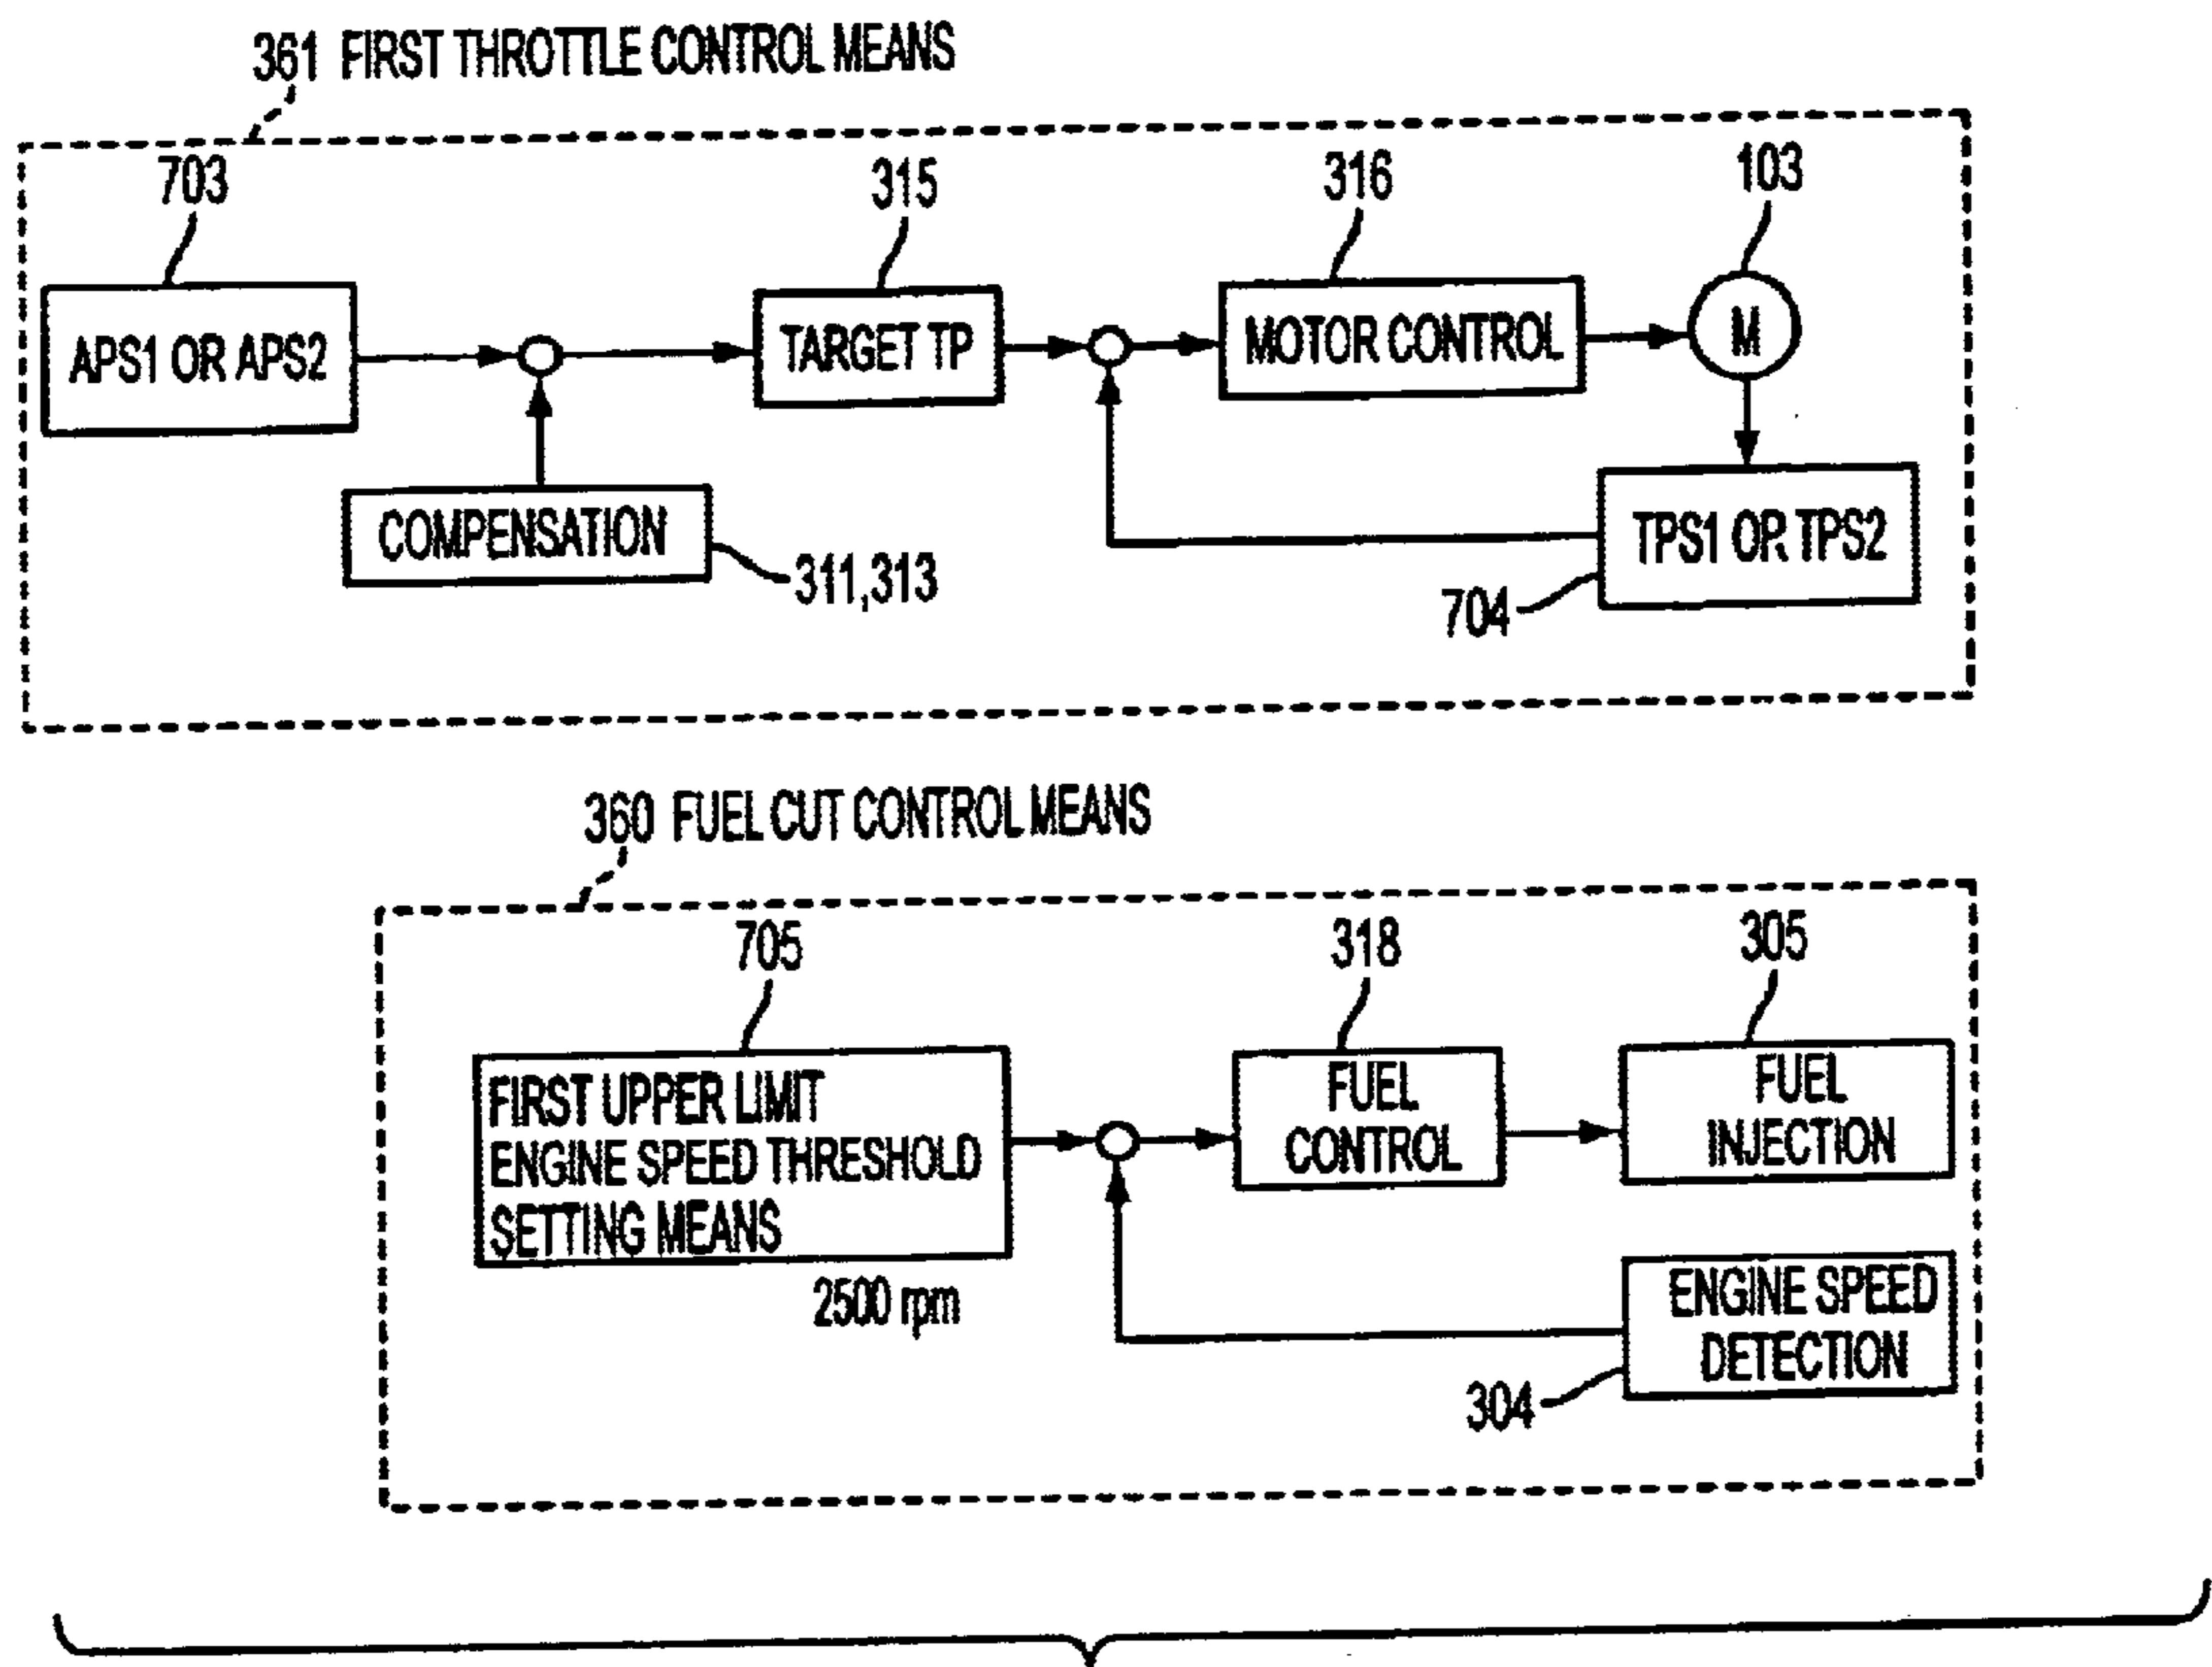 361 FIRST THROTTLE CONTROL MEANS
703
315
316
103
APS1 OR APS2
TARGET TP
MOTOR CONTROL
M
COMPENSATION
311,313
TPS1 OR TPS2
704
360 FUEL CUT CONTROL MEANS
705
318
305
FIRST UPPER LIMIT
ENGINE SPEED THRESHOLD
SETTING MEANS
2500 rpm
FUEL
CONTROL
FUEL
INJECTION
ENGINE SPEED
DETECTION
304